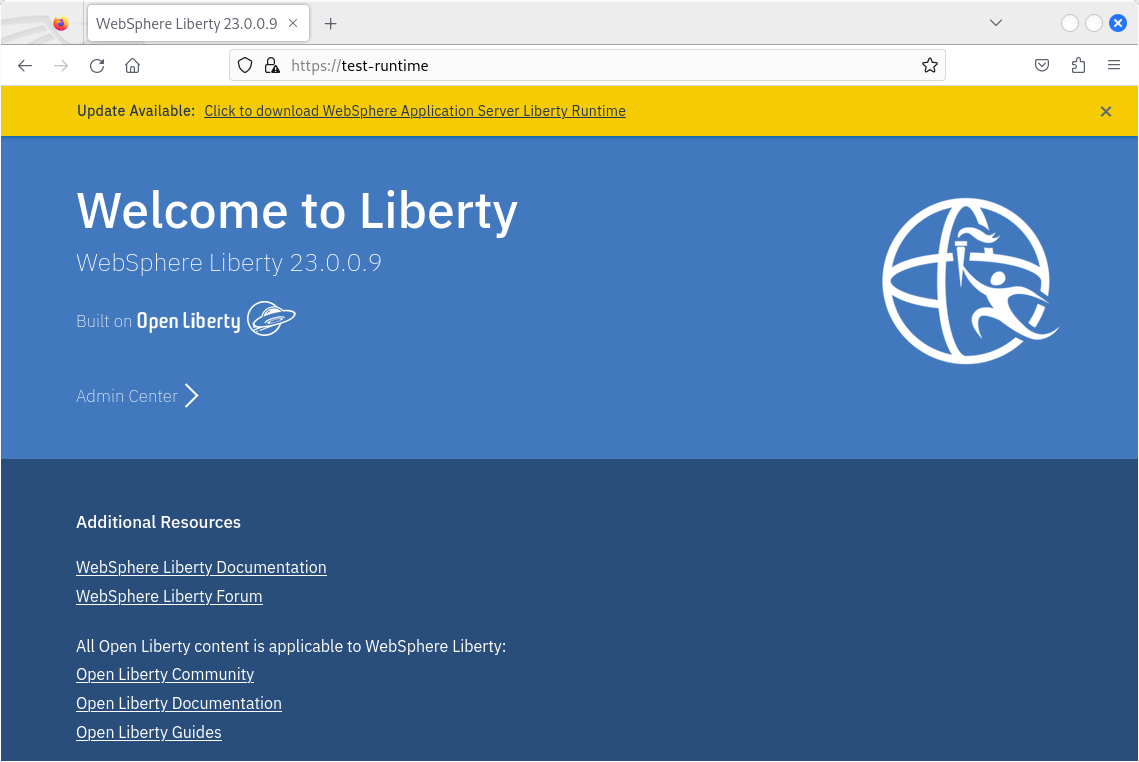 WebSphere Liberty 23.0.0.9
https://test-runtime
Update Available: Click to download WebSphere Application Server Liberty Runtime
Welcome to Liberty
WebSphere Liberty 23.0.0.9
Built on Open Liberty
Admin Center
Additional Resources
WebSphere Liberty Documentation
WebSphere Liberty Forum
All Open Liberty content is applicable to WebSphere Liberty:
Open Liberty Community
Open Liberty Documentation
Open Liberty Guides